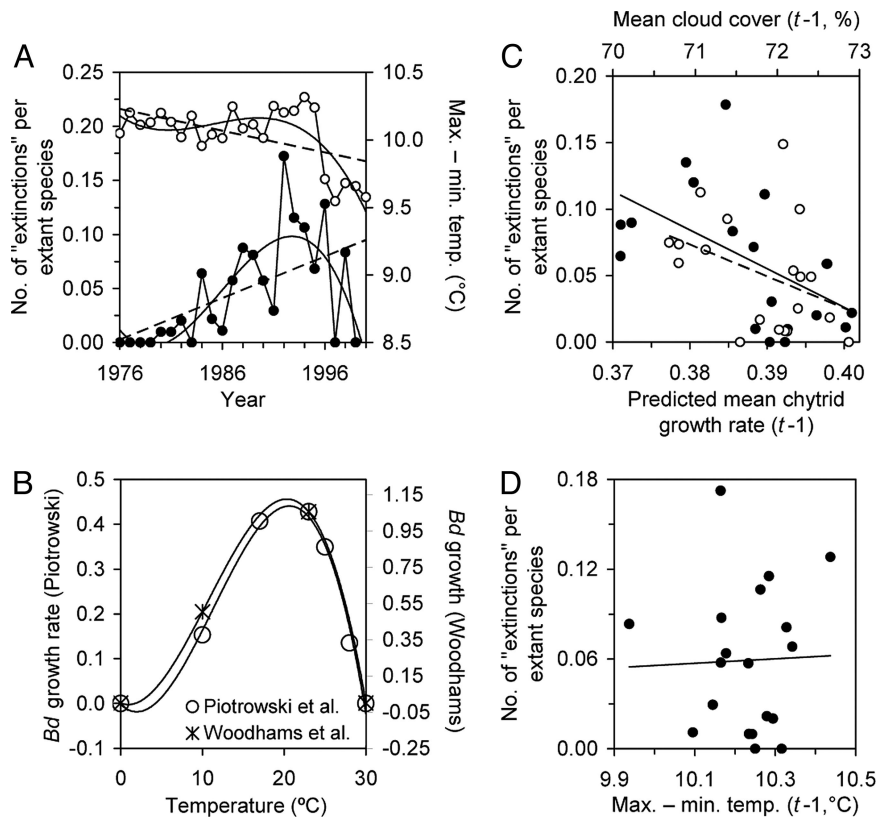 A
No. of "extinctions" per
extant species
0.25
0.20
0.15
0.10
0.05
0.00
10.5
10.0
9.5
9.0
8.5
Max. – min. temp. (°C)
1976
1986
1996
Year
C
Mean cloud cover (t-1, %)
70
71
72
73
No. of "extinctions" per
extant species
0.20
0.15
0.10
0.05
0.00
0.37
0.38
0.39
0.40
Predicted mean chytrid
growth rate (t-1)
B
Bd growth rate (Piotrowski)
0.5
0.4
0.3
0.2
0.1
0.0
-0.1
1.15
0.95
0.75
0.55
0.35
0.15
-0.05
-0.25
Bd growth (Woodhams)
Piotrowski et al.
Woodhams et al.
0
10
20
30
Temperature (ºC)
D
No. of "extinctions" per
extant species
0.18
0.12
0.06
0.00
9.9
10.1
10.3
10.5
Max. – min. temp. (t-1,°C)